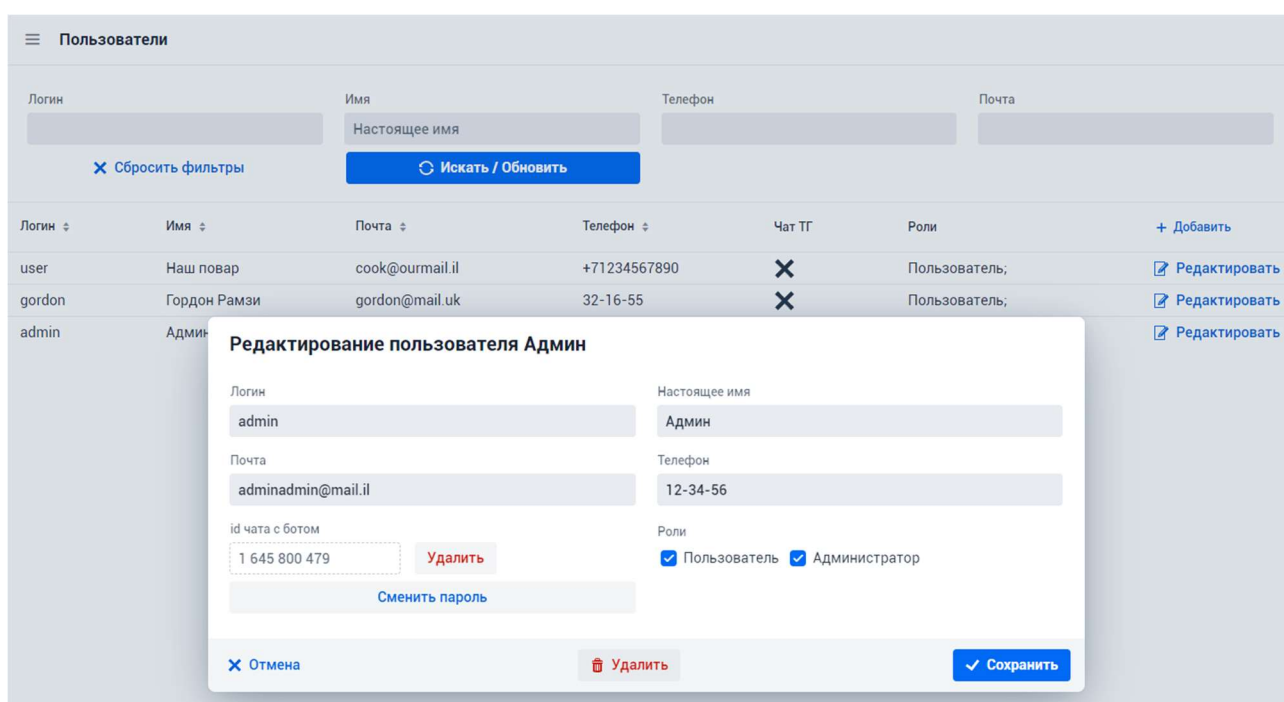 Пользователи
Логин Имя Телефон Почта
Настоящее имя
Сбросить фильтры Искать / Обновить
Логин Имя Почта Телефон Чат ТГ Роли + Добавить
user Наш повар cook@ourmail.il +71234567890 Пользователь; Редактировать
gordon Гордон Рамзи gordon@mail.uk 32-16-55 Пользователь; Редактировать
admin Админ Редактировать
Редактирование пользователя Админ
Логин Настоящее имя
admin Админ
Почта Телефон
adminadmin@mail.il 12-34-56
id чата с ботом Роли
1 645 800 479 Удалить Пользователь Администратор
Сменить пароль
Отмена Удалить Сохранить